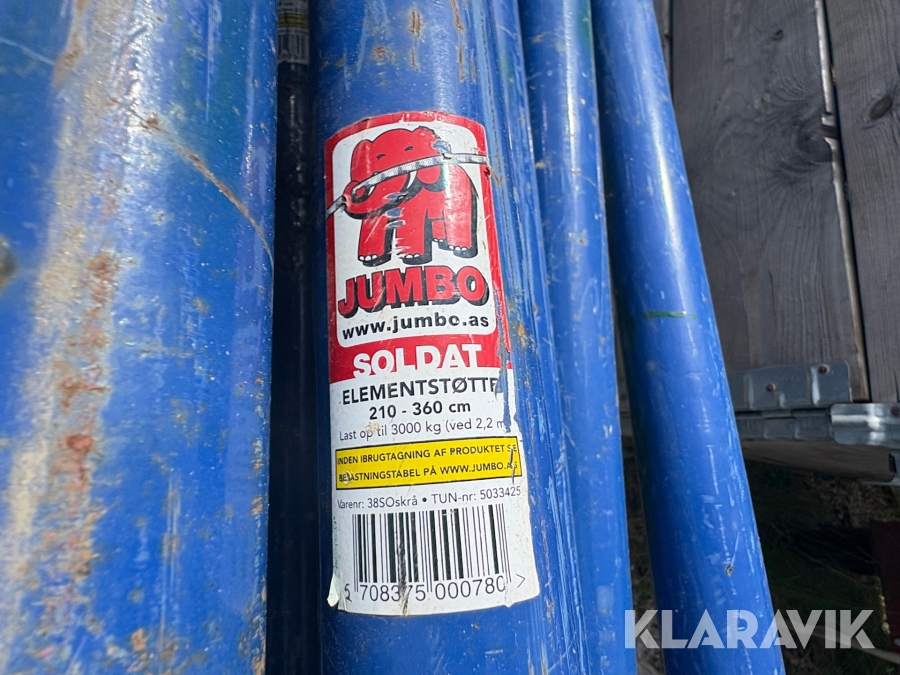 JUMBO
www.jumbo.as
SOLDAT
ELEMENTSTØTTE
210 - 360 cm
Last op til 3000 kg (ved 2,2 m
INDEN IBRUGTAGNING AF PRODUKTET SE
BELASTNINGSTABEL PÅ WWW.JUMBO.AS
Varenr: 38SOskrå • TUN-nr: 5033425
5 708375 000780 >
KLARAVIK